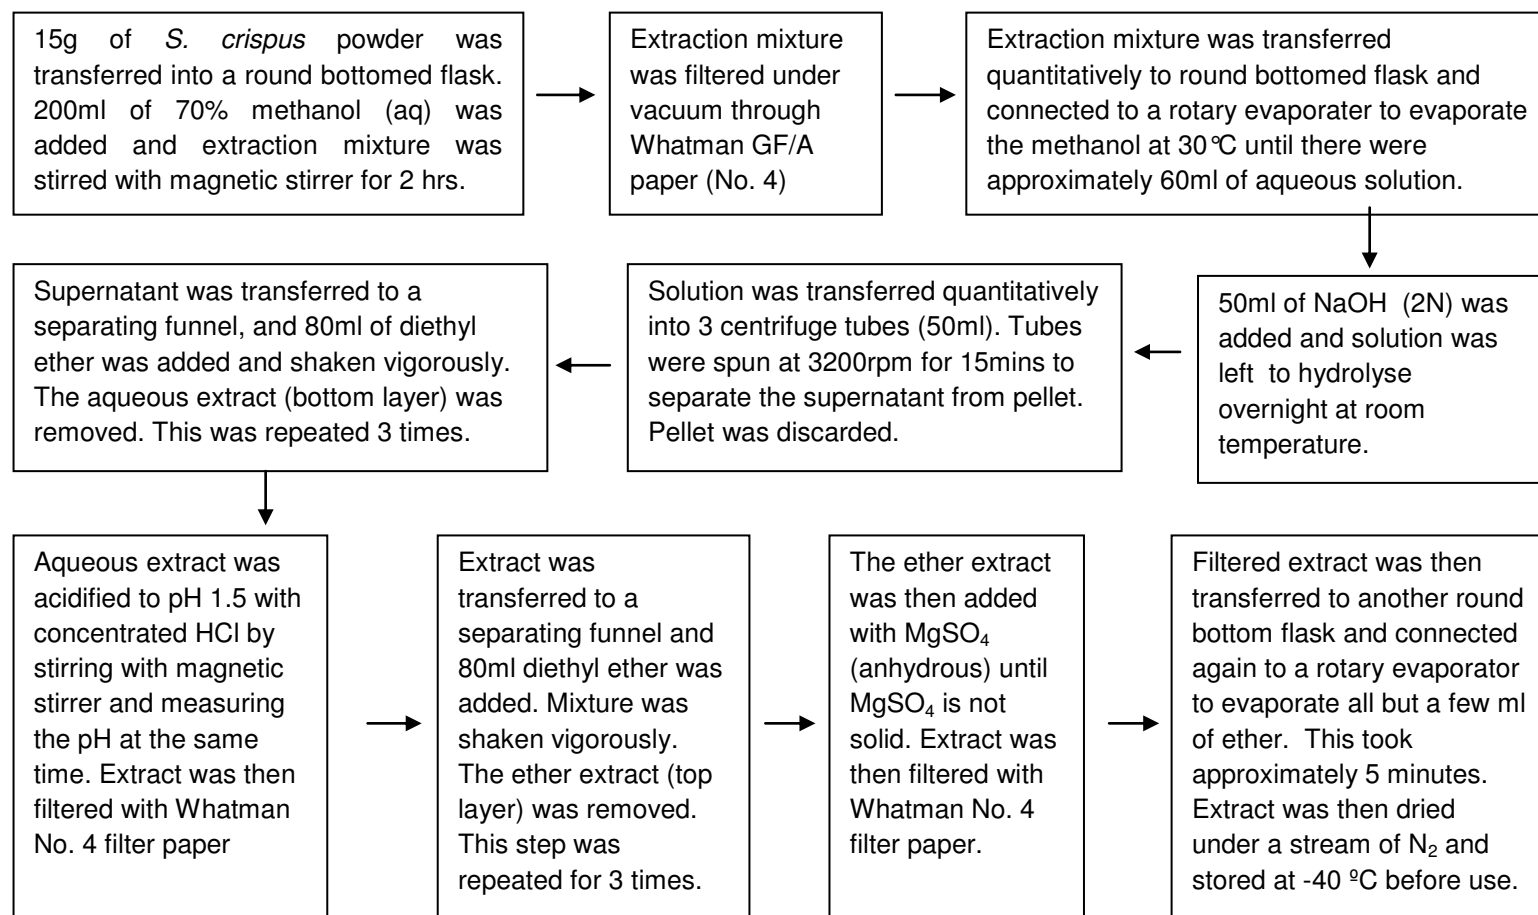 15g of S. crispus powder was
transferred into a round bottomed flask.
200ml of 70% methanol (aq) was
added and extraction mixture was
stirred with magnetic stirrer for 2 hrs.
Extraction mixture
was filtered under
vacuum through
Whatman GF/A
paper (No. 4)
Extraction mixture was transferred
quantitatively to round bottomed flask and
connected to a rotary evaporater to evaporate
the methanol at 30°C until there were
approximately 60ml of aqueous solution.
50ml of NaOH (2N) was
added and solution was
left to hydrolyse
overnight at room
temperature.
Solution was transferred quantitatively
into 3 centrifuge tubes (50ml). Tubes
were spun at 3200rpm for 15mins to
separate the supernatant from pellet.
Pellet was discarded.
Supernatant was transferred to a
separating funnel, and 80ml of diethyl
ether was added and shaken vigorously.
The aqueous extract (bottom layer) was
removed. This was repeated 3 times.
Aqueous extract was
acidified to pH 1.5 with
concentrated HCl by
stirring with magnetic
stirrer and measuring
the pH at the same
time. Extract was then
filtered with Whatman
No. 4 filter paper
Extract was
transferred to a
separating funnel and
80ml diethyl ether was
added. Mixture was
shaken vigorously.
The ether extract (top
layer) was removed.
This step was
repeated for 3 times.
The ether extract
was then added
with MgSO₄
(anhydrous) until
MgSO₄ is not
solid. Extract was
then filtered with
Whatman No. 4
filter paper.
Filtered extract was then
transferred to another round
bottom flask and connected
again to a rotary evaporator
to evaporate all but a few ml
of ether. This took
approximately 5 minutes.
Extract was then dried
under a stream of N₂ and
stored at -40 ºC before use.